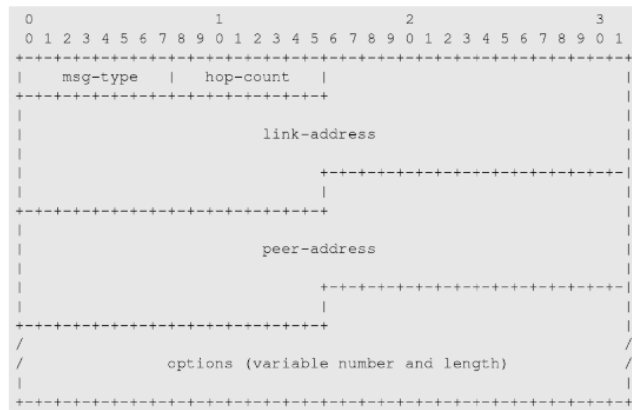 0                   1                   2                   3
 0 1 2 3 4 5 6 7 8 9 0 1 2 3 4 5 6 7 8 9 0 1 2 3 4 5 6 7 8 9 0 1
+-+-+-+-+-+-+-+-+-+-+-+-+-+-+-+-+-+-+-+-+-+-+-+-+-+-+-+-+-+-+-+-+
|    msg-type   |   hop-count   |                               |
+-+-+-+-+-+-+-+-+-+-+-+-+-+-+-+-+                               |
|                                                               |
|                         link-address                          |
|                                                               |
|                               +-+-+-+-+-+-+-+-+-+-+-+-+-+-+-+-|
|                               |                               |
+-+-+-+-+-+-+-+-+-+-+-+-+-+-+-+-+                               |
|                                                               |
|                         peer-address                          |
|                                                               |
|                               +-+-+-+-+-+-+-+-+-+-+-+-+-+-+-+-|
|                               |                               |
+-+-+-+-+-+-+-+-+-+-+-+-+-+-+-+-+                               |
/                                                               /
/               options (variable number and length)            /
|                                                               |
+-+-+-+-+-+-+-+-+-+-+-+-+-+-+-+-+-+-+-+-+-+-+-+-+-+-+-+-+-+-+-+-+